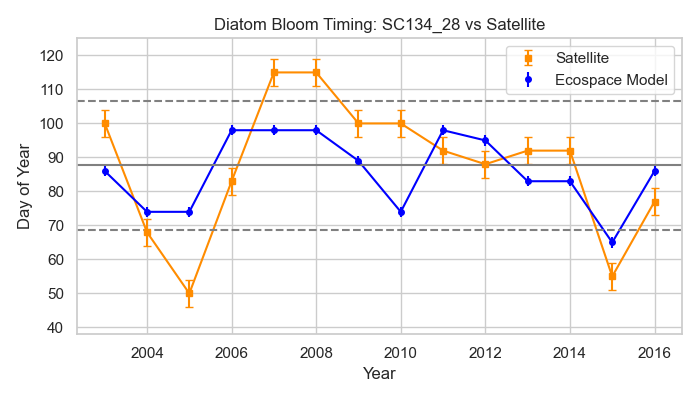 Diatom Bloom Timing: SC134_28 vs Satellite
Satellite
Ecospace Model
Day of Year
120
110
100
90
80
70
60
50
40
2004 2006 2008 2010 2012 2014 2016
Year